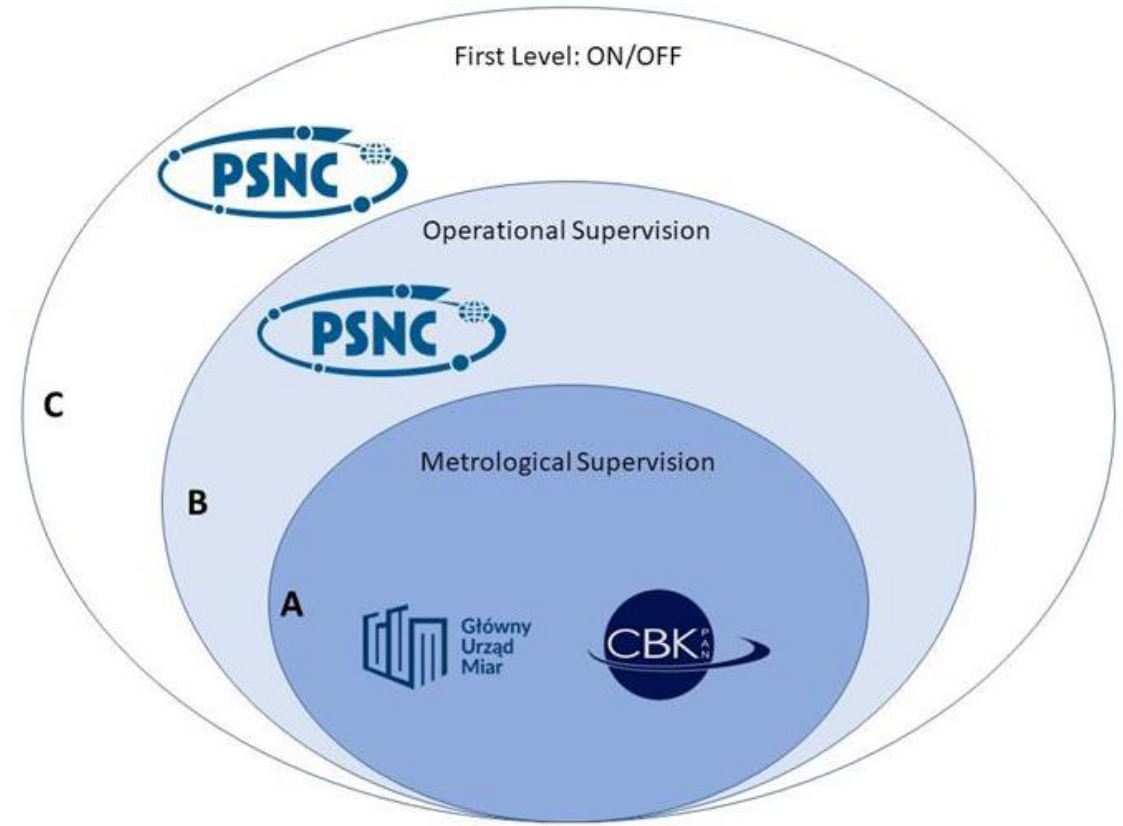 First Level: ON/OFF
PSNC
Operational Supervision
PSNC
C
Metrological Supervision
B
A
Główny
Urząd
Miar
CBK
PAN